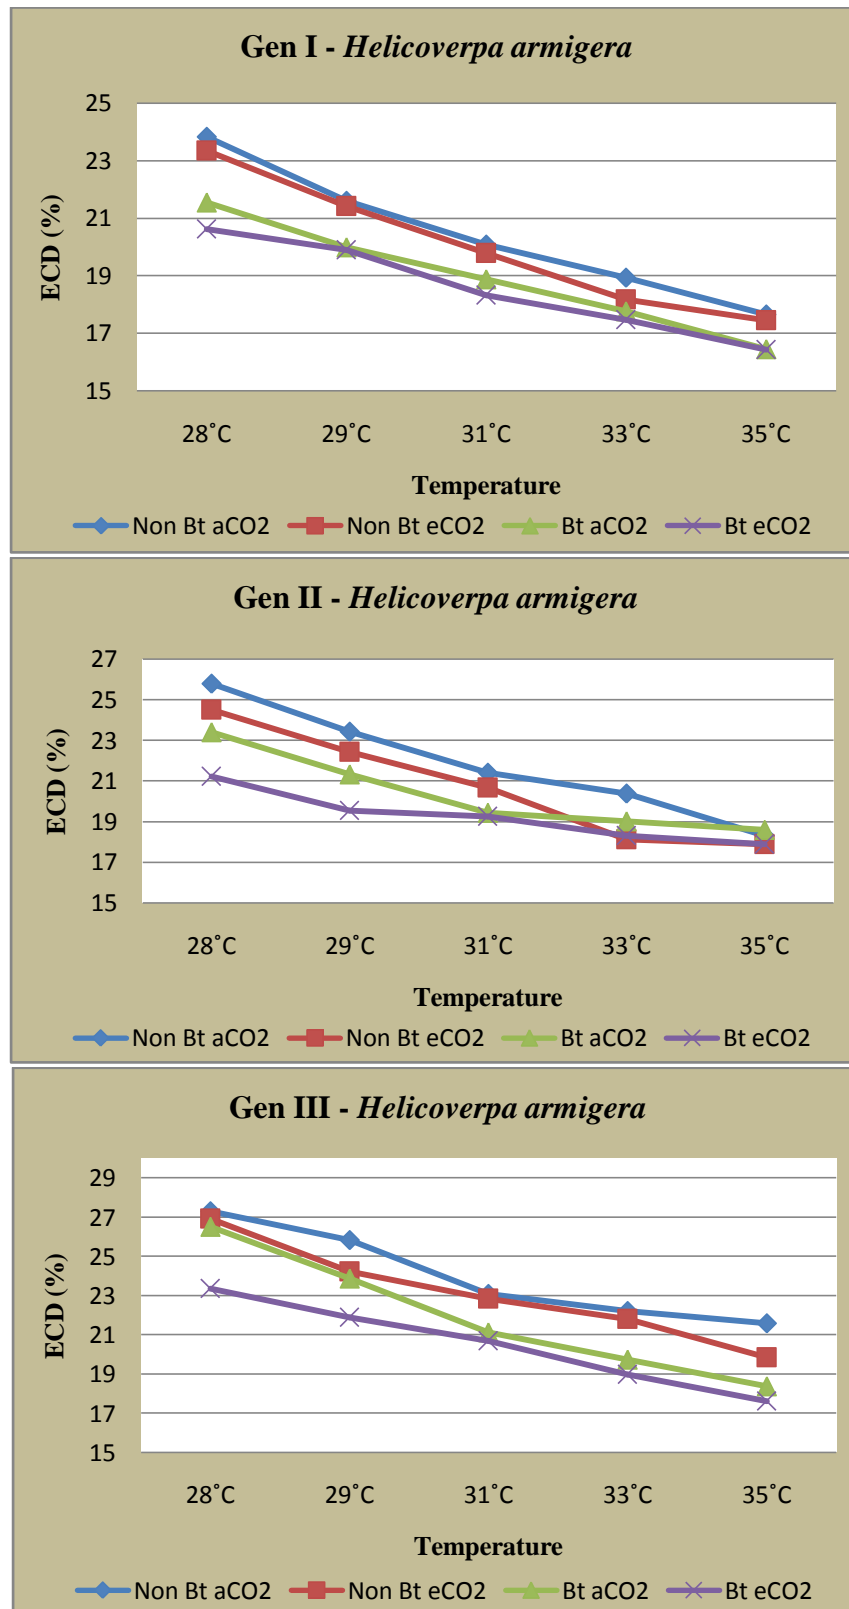 Gen I - Helicoverpa armigera
ECD (%)
25
23
21
19
17
15
28˚C 29˚C 31˚C 33˚C 35˚C
Temperature
Non Bt aCO2 Non Bt eCO2 Bt aCO2 Bt eCO2
Gen II - Helicoverpa armigera
ECD (%)
27
25
23
21
19
17
15
28˚C 29˚C 31˚C 33˚C 35˚C
Temperature
Non Bt aCO2 Non Bt eCO2 Bt aCO2 Bt eCO2
Gen III - Helicoverpa armigera
ECD (%)
29
27
25
23
21
19
17
15
28˚C 29˚C 31˚C 33˚C 35˚C
Temperature
Non Bt aCO2 Non Bt eCO2 Bt aCO2 Bt eCO2